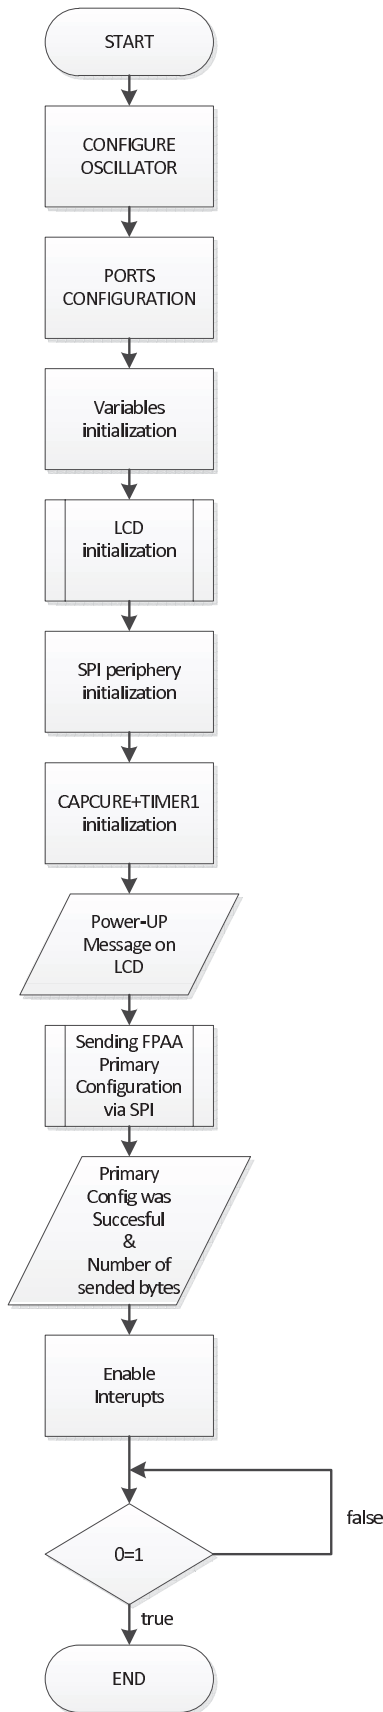 START
CONFIGURE
OSCILLATOR
PORTS
CONFIGURATION
Variables
initialization
LCD
initialization
SPI periphery
initialization
CAPCURE+TIMER1
initialization
Power-UP
Message on
LCD
Sending FPAA
Primary
Configuration
via SPI
Primary
Config was
Succesful
&
Number of
sended bytes
Enable
Interupts
0=1
false
true
END